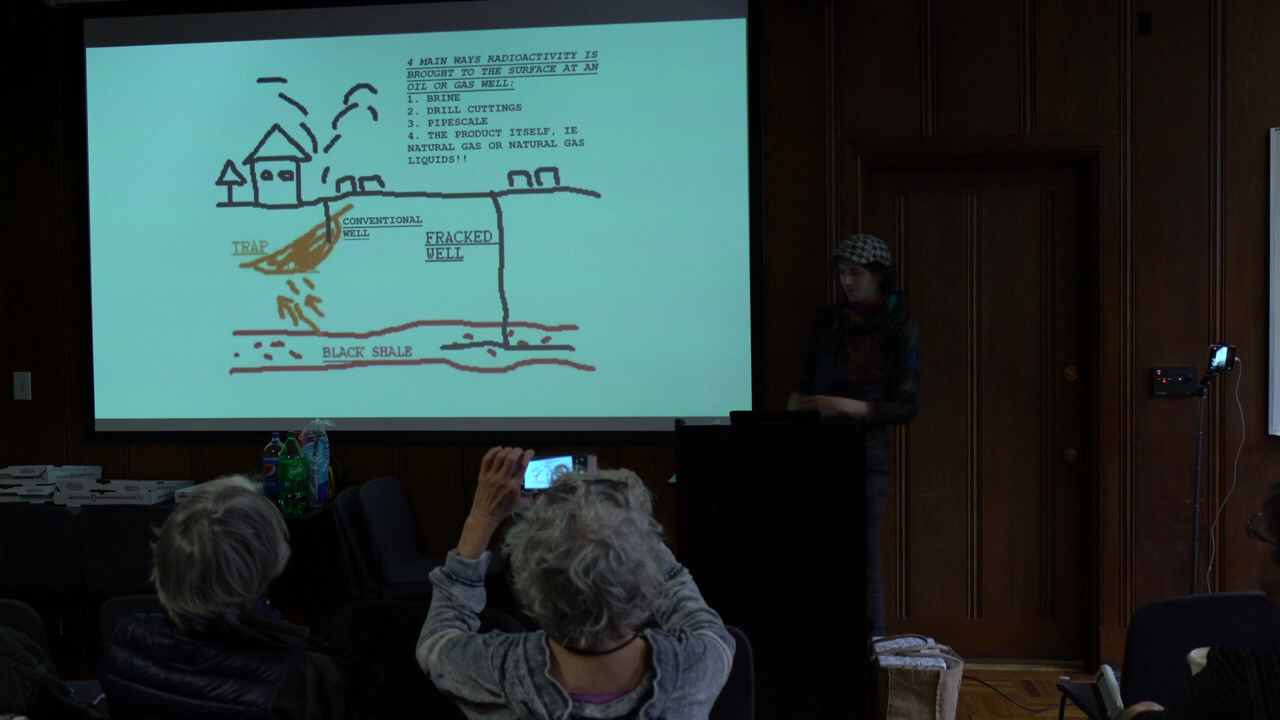 4 MAIN WAYS RADIOACTIVITY IS
BROUGHT TO THE SURFACE AT AN
OIL OR GAS WELL:
1. BRINE
2. DRILL CUTTINGS
3. PIPESCALE
4. THE PRODUCT ITSELF, IE
NATURAL GAS OR NATURAL GAS
LIQUIDS!!
CONVENTIONAL
WELL
TRAP
FRACKED
WELL
BLACK SHALE